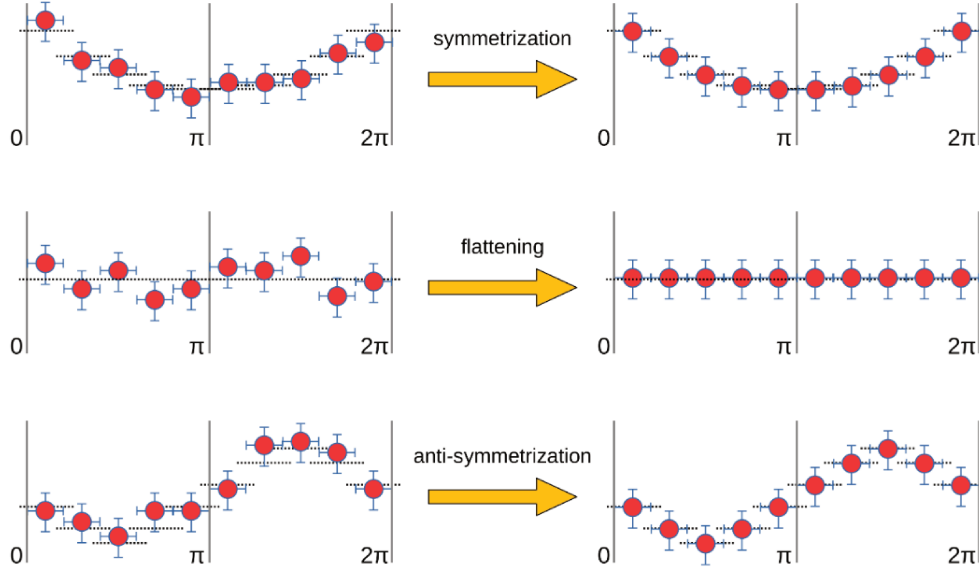 symmetrization
0 π 2π 0 π 2π
flattening
0 π 2π 0 π 2π
anti-symmetrization
0 π 2π 0 π 2π